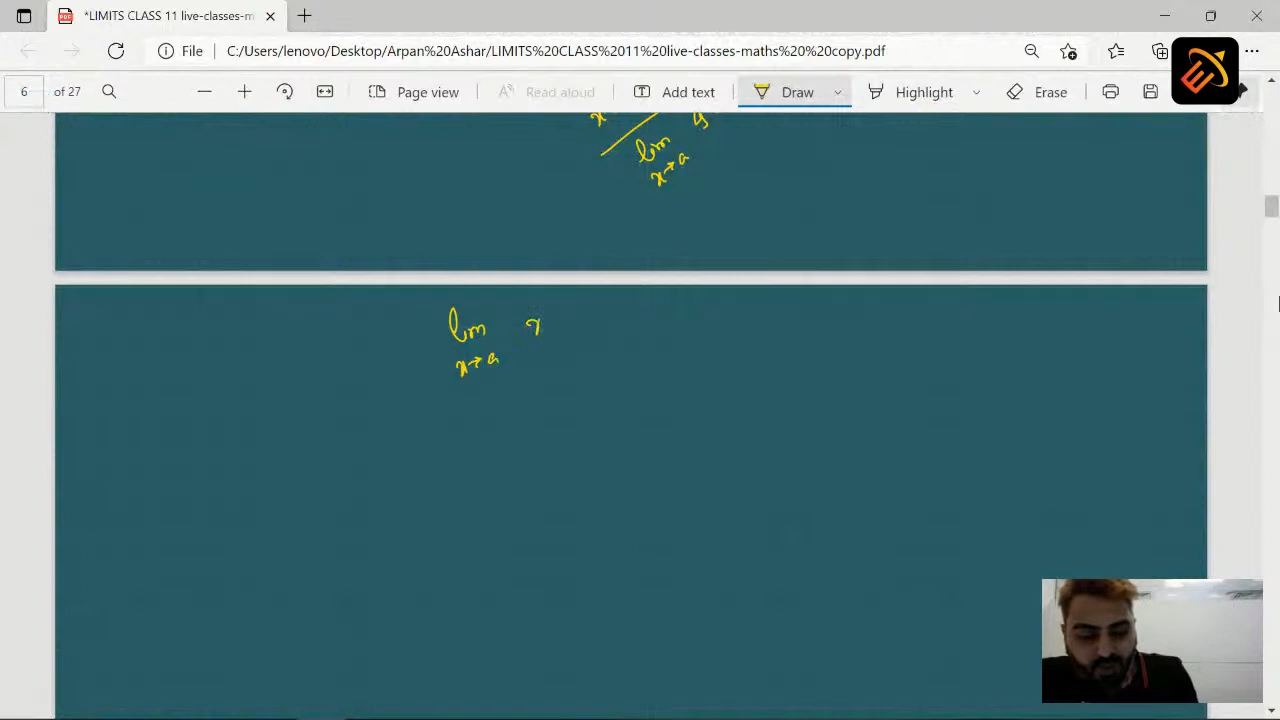 *LIMITS CLASS 11 live-classes-m
File
C:/Users/lenovo/Desktop/Arpan%20Ashar/LIMITS%20CLASS%2011%20live-classes-maths%20%20copy.pdf
6 of 27
Page view
Read aloud
Add text
Draw
Highlight
Erase
x
lim
x→a
lim x
x→a